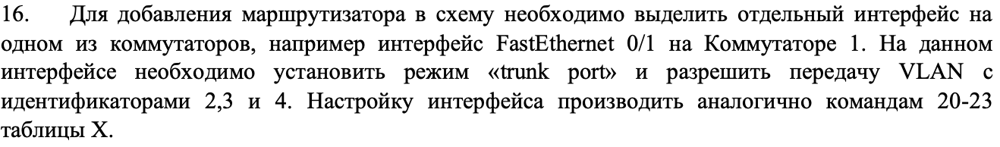 16. Для добавления маршрутизатора в схему необходимо выделить отдельный интерфейс на
одном из коммутаторов, например интерфейс FastEthernet 0/1 на Коммутаторе 1. На данном
интерфейсе необходимо установить режим «trunk port» и разрешить передачу VLAN с
идентификаторами 2,3 и 4. Настройку интерфейса производить аналогично командам 20-23
таблицы X.